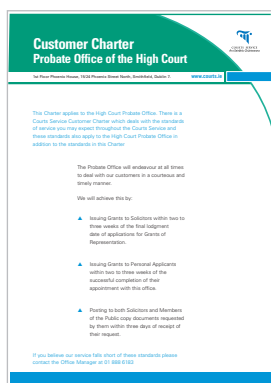 Customer Charter
Probate Office of the High Court
1st Floor Phoenix House, 15/24 Phoenix Street North, Smithfield, Dublin 7.
www.courts.ie
COURTS SERVICE
An tSeirbhís Chúirteanna
This Charter applies to the High Court Probate Office. There is a
Courts Service Customer Charter which deals with the standards
of service you may expect throughout the Courts Service and
these standards also apply to the High Court Probate Office in
addition to the standards in this Charter
The Probate Office will endeavour at all times
to deal with our customers in a courteous and
timely manner.
We will achieve this by:
▲ Issuing Grants to Solicitors within two to
three weeks of the final lodgment
date of applications for Grants of
Representation.
▲ Issuing Grants to Personal Applicants
within two to three weeks of the
successful completion of their
appointment with this office.
▲ Posting to both Solicitors and Members
of the Public copy documents requested
by them within three days of receipt of
their request.
If you believe our service falls short of these standards please
contact the Office Manager at 01 888 6183